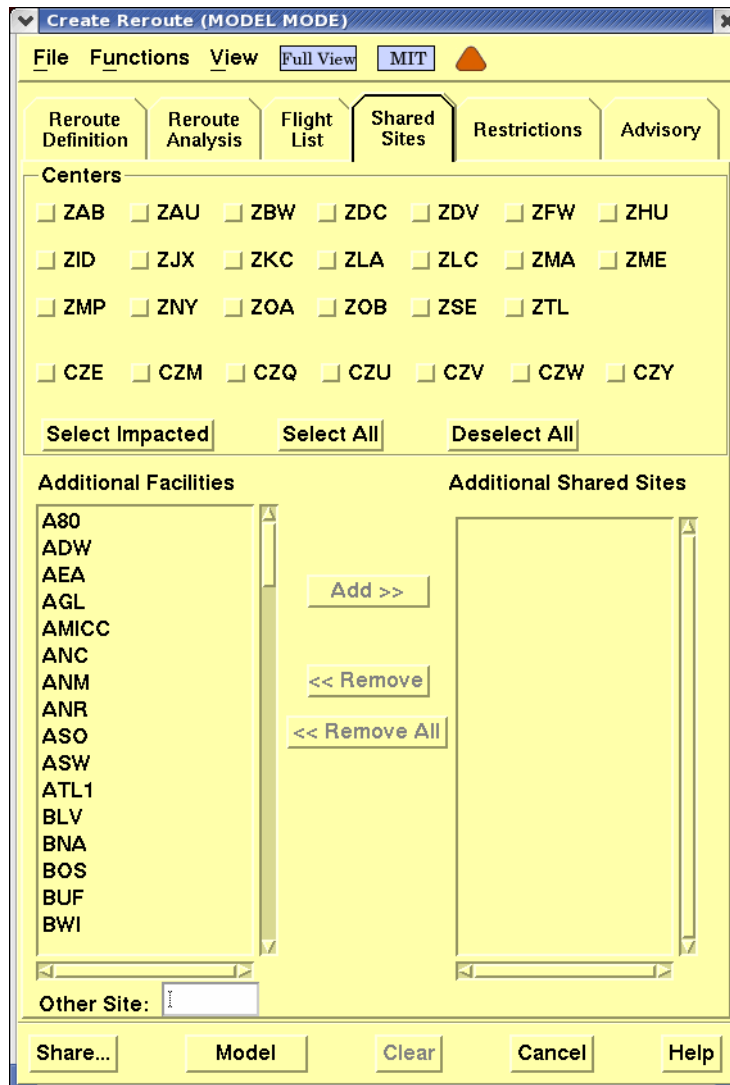 Create Reroute (MODEL MODE)
File Functions View Full View MIT
Reroute Definition Reroute Analysis Flight List Shared Sites Restrictions Advisory
Centers
ZAB ZAU ZBW ZDC ZDV ZFW ZHU
ZID ZJX ZKC ZLA ZLC ZMA ZME
ZMP ZNY ZOA ZOB ZSE ZTL
CZE CZM CZQ CZU CZV CZW CZY
Select Impacted Select All Deselect All
Additional Facilities Additional Shared Sites
A80
ADW
AEA
AGL
AMICC
ANC
ANM
ANR
ASO
ASW
ATL1
BLV
BNA
BOS
BUF
BWI
Add >>
<< Remove
<< Remove All
Other Site:
Share... Model Clear Cancel Help